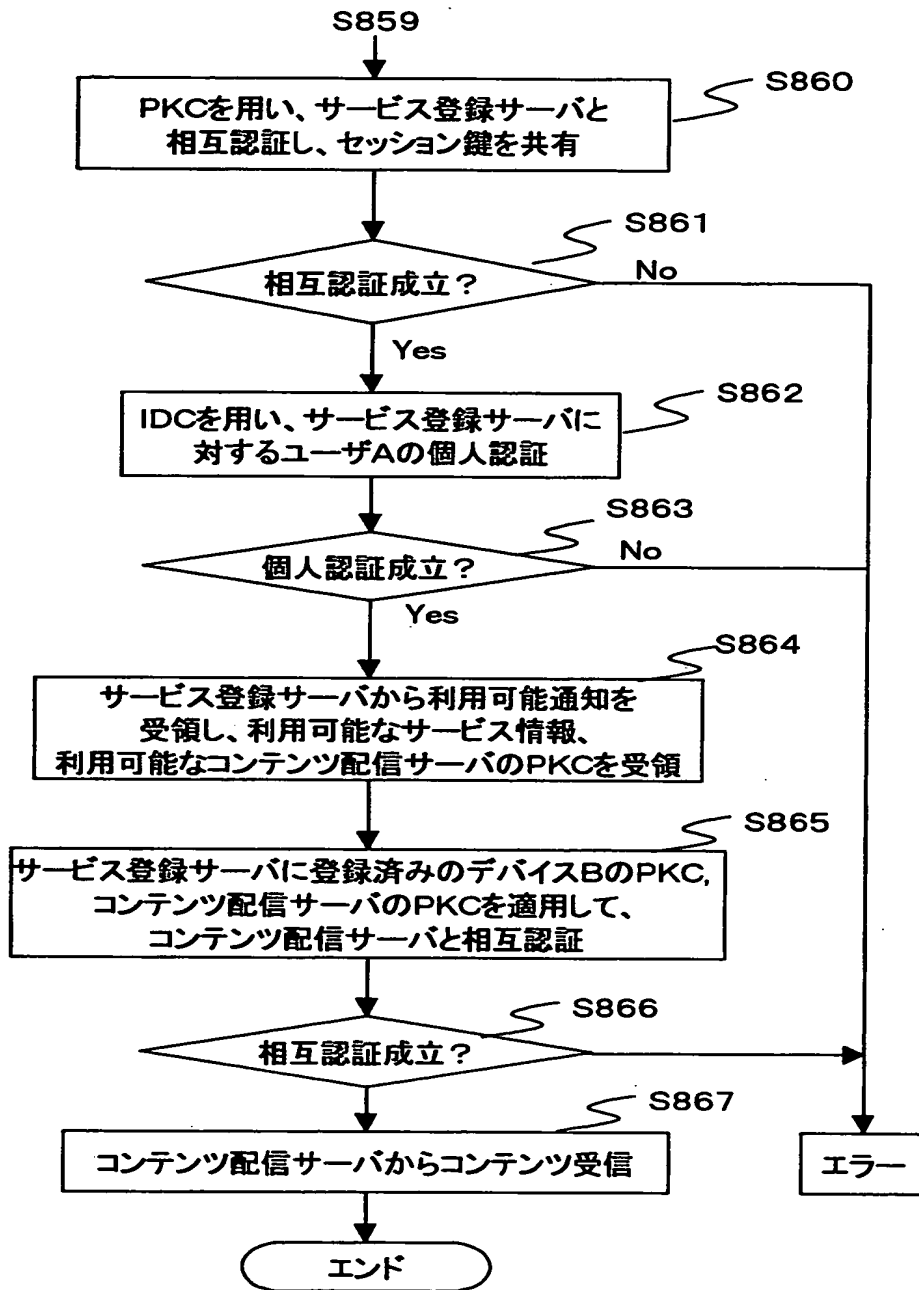 S859
S860
PKCを用い、サービス登録サーバと
相互認証し、セッション鍵を共有
S861
相互認証成立？
No
Yes
S862
IDCを用い、サービス登録サーバに
対するユーザAの個人認証
S863
個人認証成立？
No
Yes
S864
サービス登録サーバから利用可能通知を
受領し、利用可能なサービス情報、
利用可能なコンテンツ配信サーバのPKCを受領
S865
サービス登録サーバに登録済みのデバイスBのPKC,
コンテンツ配信サーバのPKCを適用して、
コンテンツ配信サーバと相互認証
S866
相互認証成立？
S867
コンテンツ配信サーバからコンテンツ受信
エラー
エンド